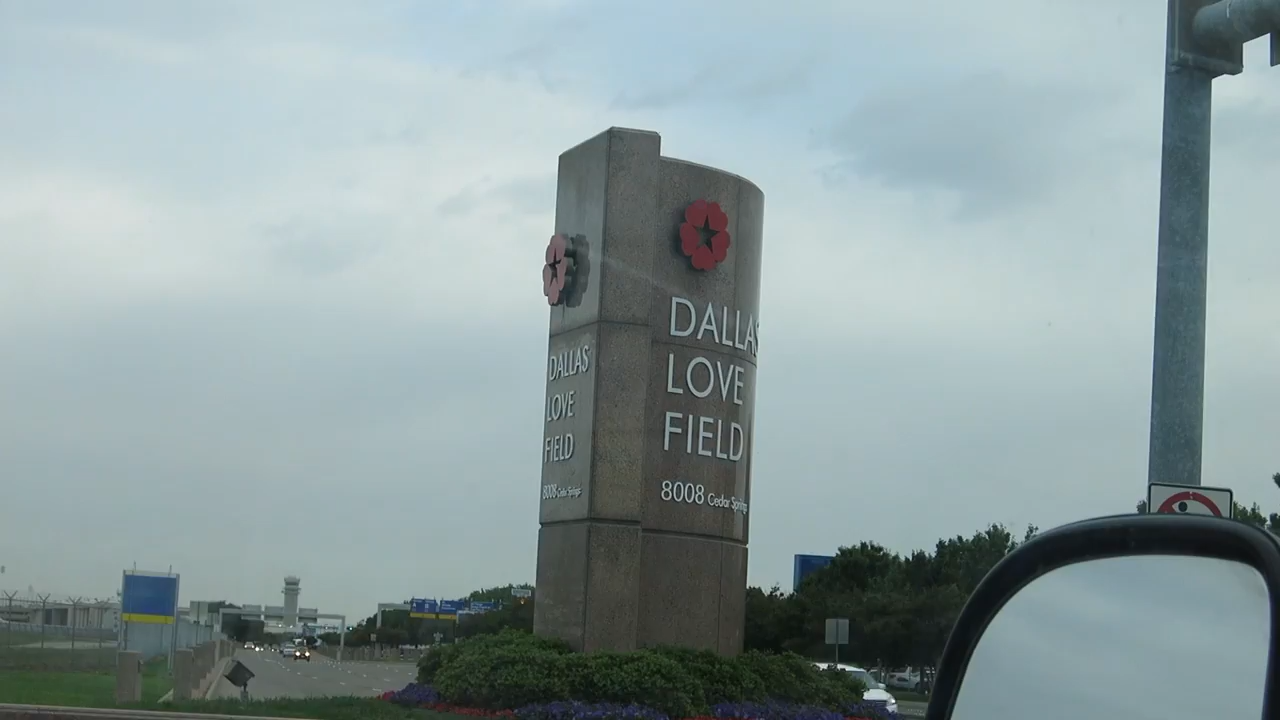 DALLAS
LOVE
FIELD
8008 Cedar Springs
DALLAS
LOVE
FIELD
8008 Cedar Springs